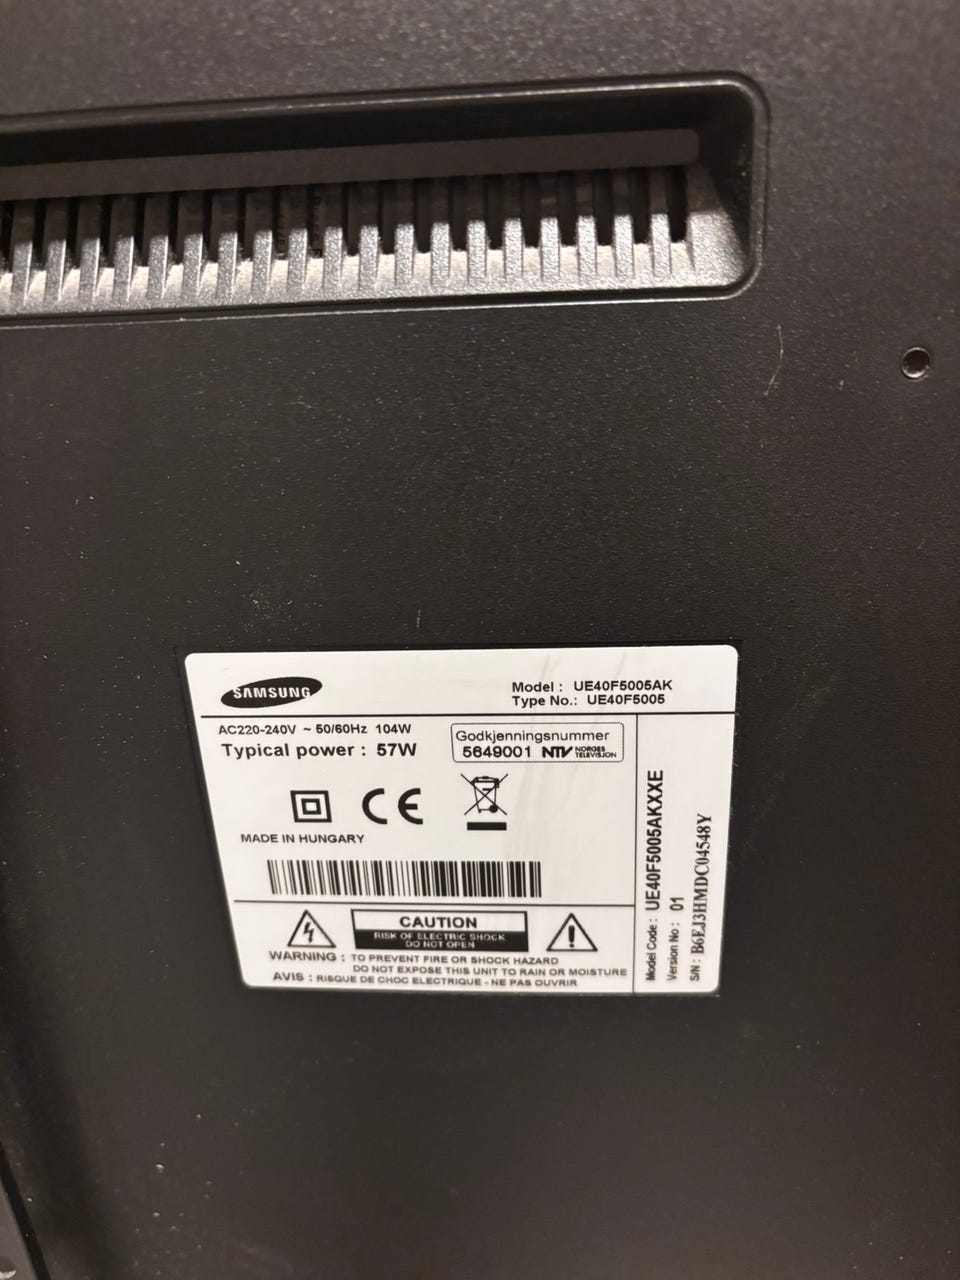 SAMSUNG
Model : UE40F5005AK
Type No.: UE40F5005
AC220-240V ~ 50/60Hz 104W
Typical power : 57W
Godkjenningsnummer
5649001 NTV NORGES
TELEVISJON
MADE IN HUNGARY
CAUTION
RISK OF ELECTRIC SHOCK
DO NOT OPEN
WARNING : TO PREVENT FIRE OR SHOCK HAZARD
DO NOT EXPOSE THIS UNIT TO RAIN OR MOISTURE
AVIS : RISQUE DE CHOC ELECTRIQUE - NE PAS OUVRIR
Model Code : UE40F5005AKXXE
Version No : 01
S/N : B6EJ3HMDC04548Y